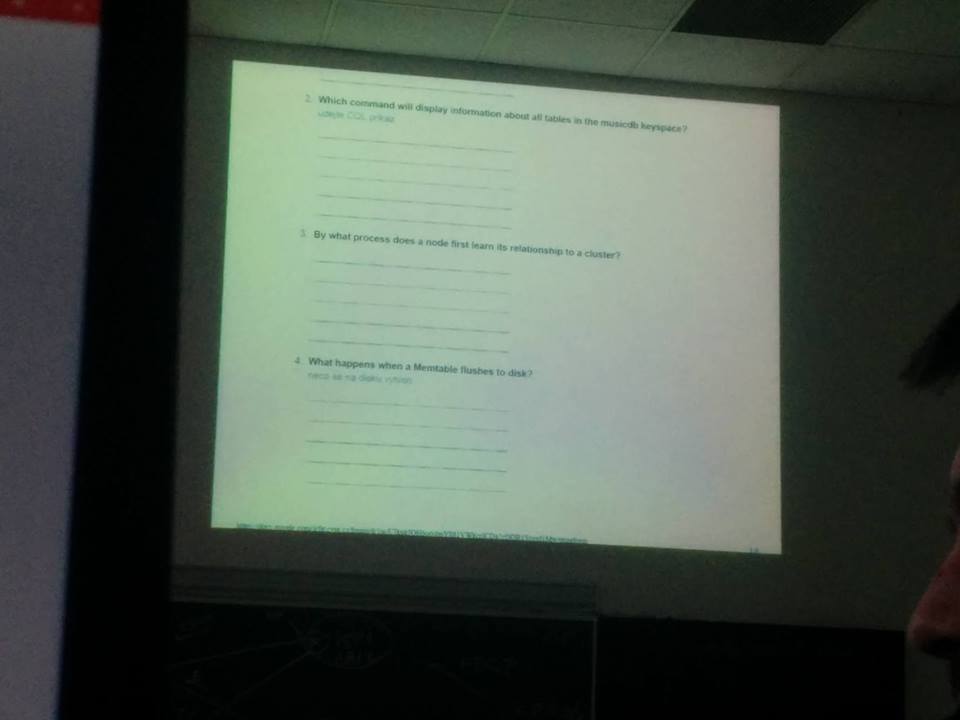 2. Which command will display information about all tables in the musicdb keyspace?
udejte CQL prikaz
3. By what process does a node first learn its relationship to a cluster?
4. What happens when a Memtable flushes to disk?
neco se na disku vytvori